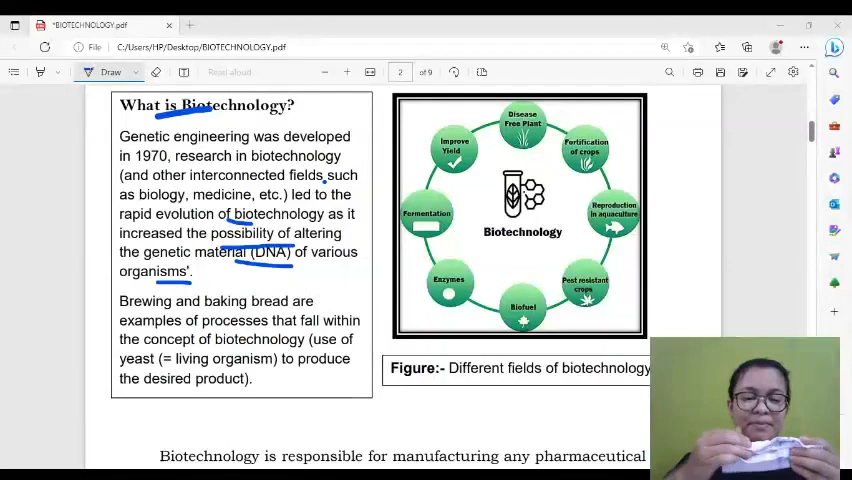 *BIOTECHNOLOGY.pdf
File
C:/Users/HP/Desktop/BIOTECHNOLOGY.pdf
Draw
Read aloud
2
of 9
What is Biotechnology?
Genetic engineering was developed
in 1970, research in biotechnology
(and other interconnected fields such
as biology, medicine, etc.) led to the
rapid evolution of biotechnology as it
increased the possibility of altering
the genetic material (DNA) of various
organisms'.
Brewing and baking bread are
examples of processes that fall within
the concept of biotechnology (use of
yeast (= living organism) to produce
the desired product).
Disease
Free Plant
Improve
Yield
Fortification
of crops
Fermentation
Reproduction
in aquaculture
Biotechnology
Enzymes
Pest resistant
crops
Biofuel
Figure:- Different fields of biotechnology
Biotechnology is responsible for manufacturing any pharmaceutical